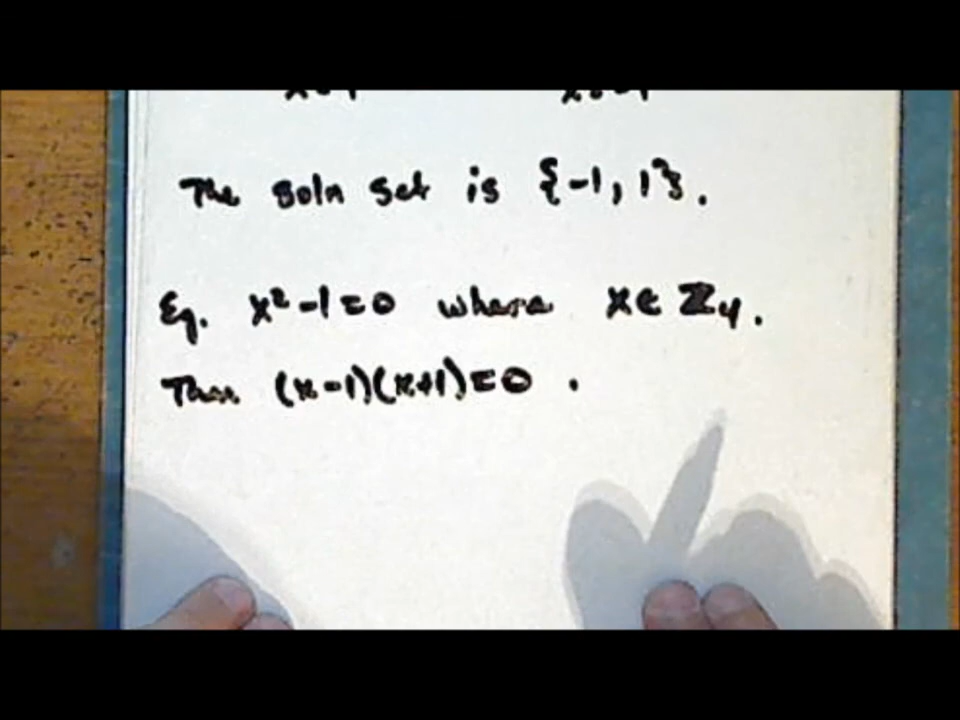 The soln set is {-1, 1}.
Eg. x²-1=0 where x∈ℤ₄.
Then (x-1)(x+1)=0.